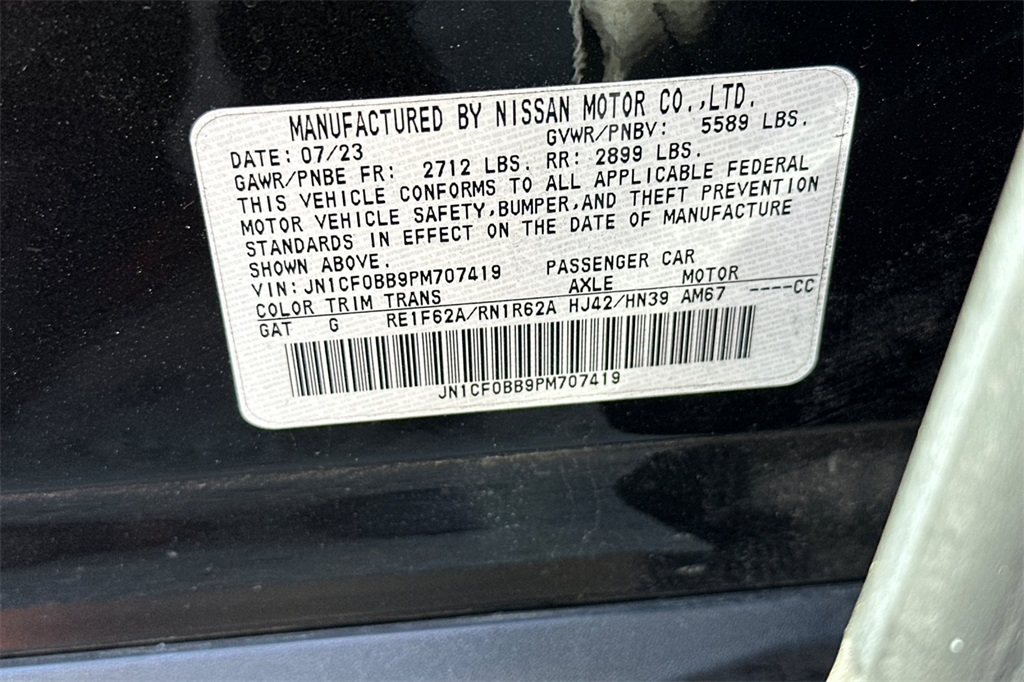 MANUFACTURED BY NISSAN MOTOR CO.,LTD.
DATE: 07/23 GVWR/PNBV: 5589 LBS.
GAWR/PNBE FR: 2712 LBS. RR: 2899 LBS.
THIS VEHICLE CONFORMS TO ALL APPLICABLE FEDERAL
MOTOR VEHICLE SAFETY,BUMPER,AND THEFT PREVENTION
STANDARDS IN EFFECT ON THE DATE OF MANUFACTURE
SHOWN ABOVE.
VIN: JN1CF0BB9PM707419 PASSENGER CAR
COLOR TRIM TRANS AXLE MOTOR
GAT G RE1F62A/RN1R62A HJ42/HN39 AM67 ----CC
JN1CF0BB9PM707419